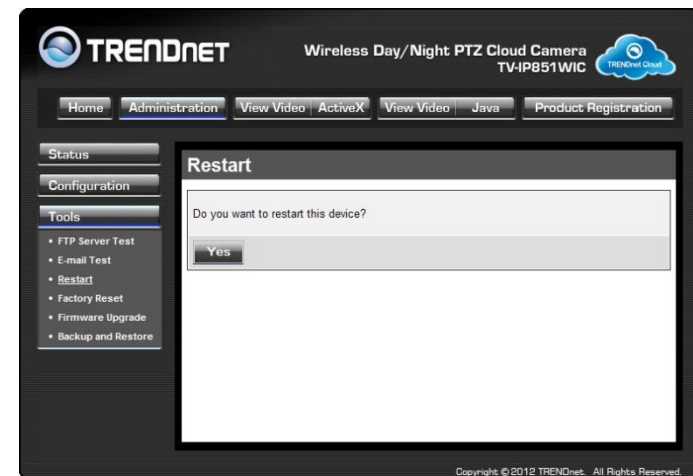 TRENDNET
Wireless Day/Night PTZ Cloud Camera
TV-IP851WIC
TRENDnet Cloud
Home Administration View Video ActiveX View Video Java Product Registration
Status
Configuration
Tools
• FTP Server Test
• E-mail Test
• Restart
• Factory Reset
• Firmware Upgrade
• Backup and Restore
Restart
Do you want to restart this device?
Yes
Copyright © 2012 TRENDnet. All Rights Reserved.